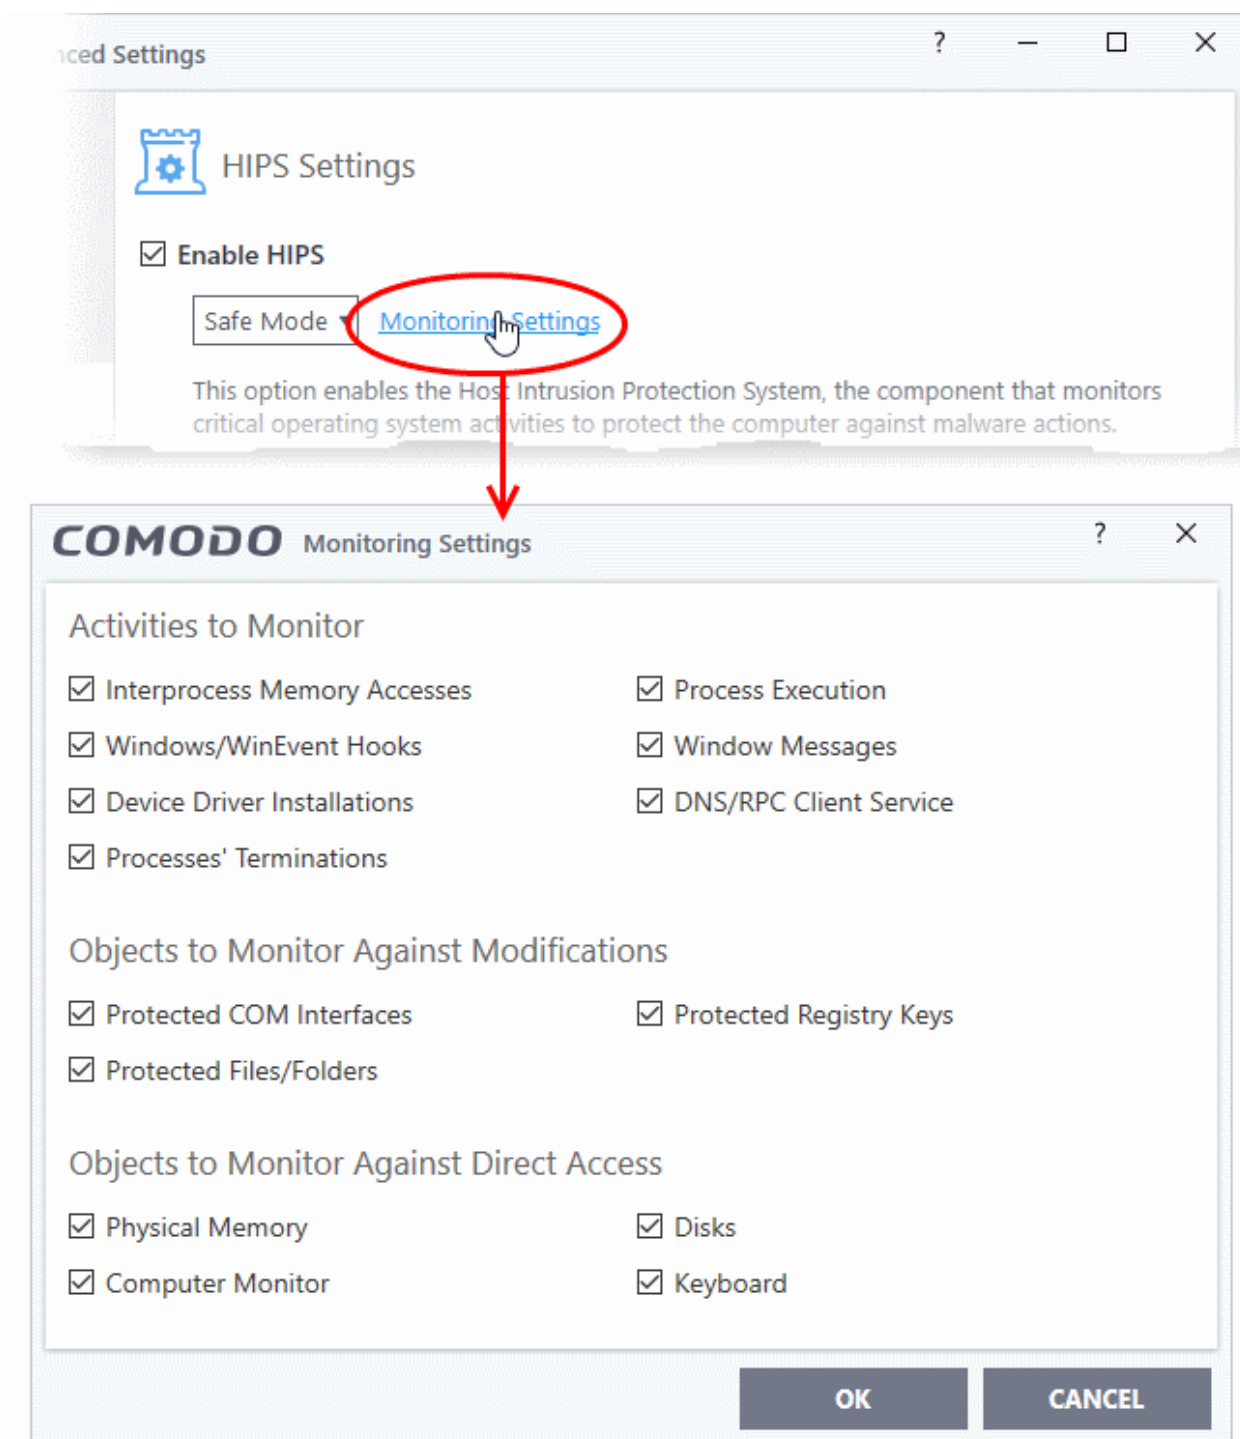 nced Settings ?
HIPS Settings
Enable HIPS
Safe Mode Monitoring Settings
This option enables the Host Intrusion Protection System, the component that monitors
critical operating system activities to protect the computer against malware actions.
COMODO Monitoring Settings ?
Activities to Monitor
Interprocess Memory Accesses Process Execution
Windows/WinEvent Hooks Window Messages
Device Driver Installations DNS/RPC Client Service
Processes' Terminations
Objects to Monitor Against Modifications
Protected COM Interfaces Protected Registry Keys
Protected Files/Folders
Objects to Monitor Against Direct Access
Physical Memory Disks
Computer Monitor Keyboard
OK CANCEL